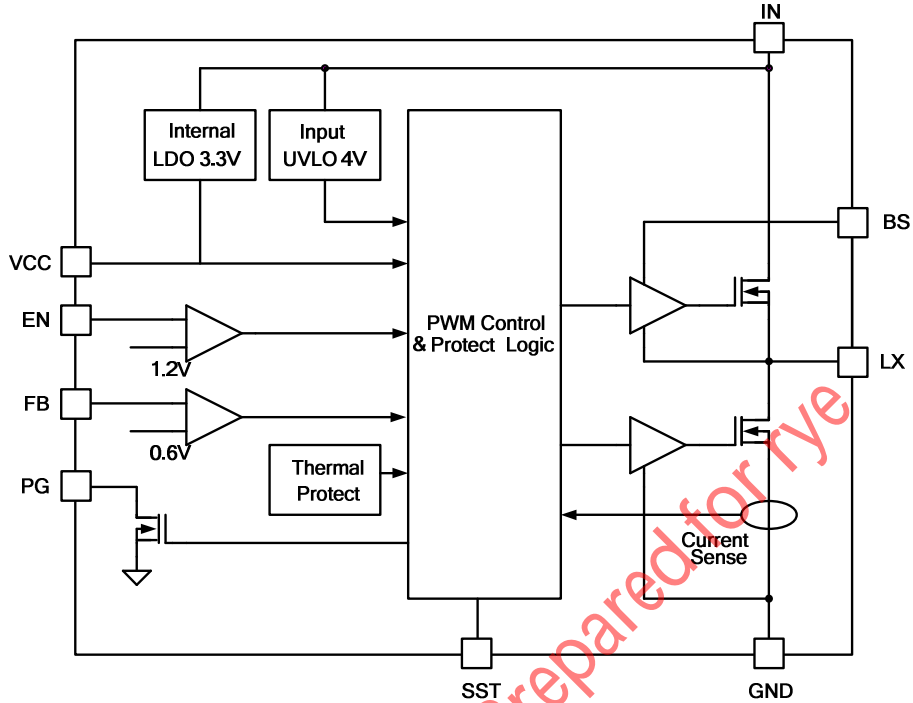 IN
Internal
LDO 3.3V
Input
UVLO 4V
BS
VCC
EN
1.2V
PWM Control
& Protect Logic
LX
FB
0.6V
Thermal
Protect
PG
Current
Sense
SST
GND
Prepared for rye